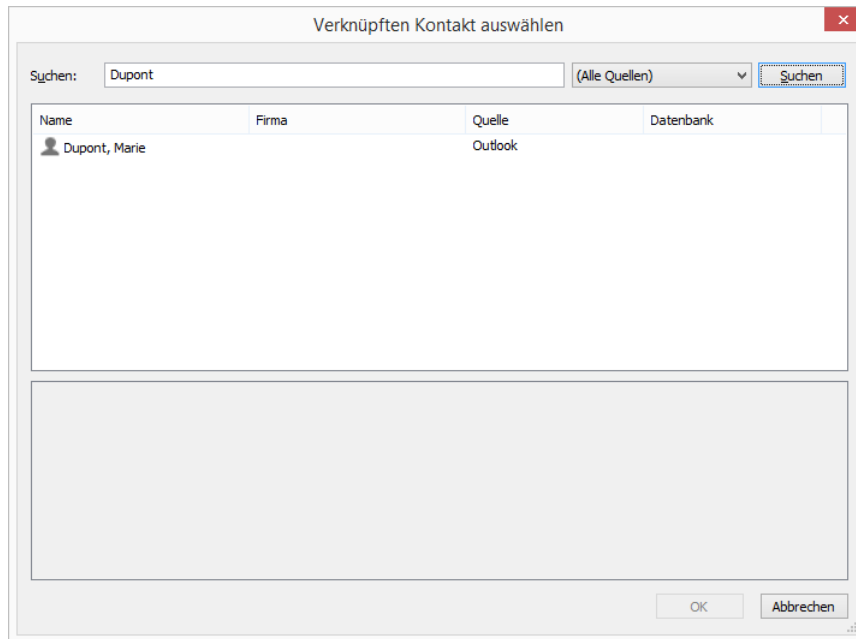 Verknüpften Kontakt auswählen
Suchen: Dupont (Alle Quellen) Suchen
Name Firma Quelle Datenbank
Dupont, Marie Outlook
OK Abbrechen